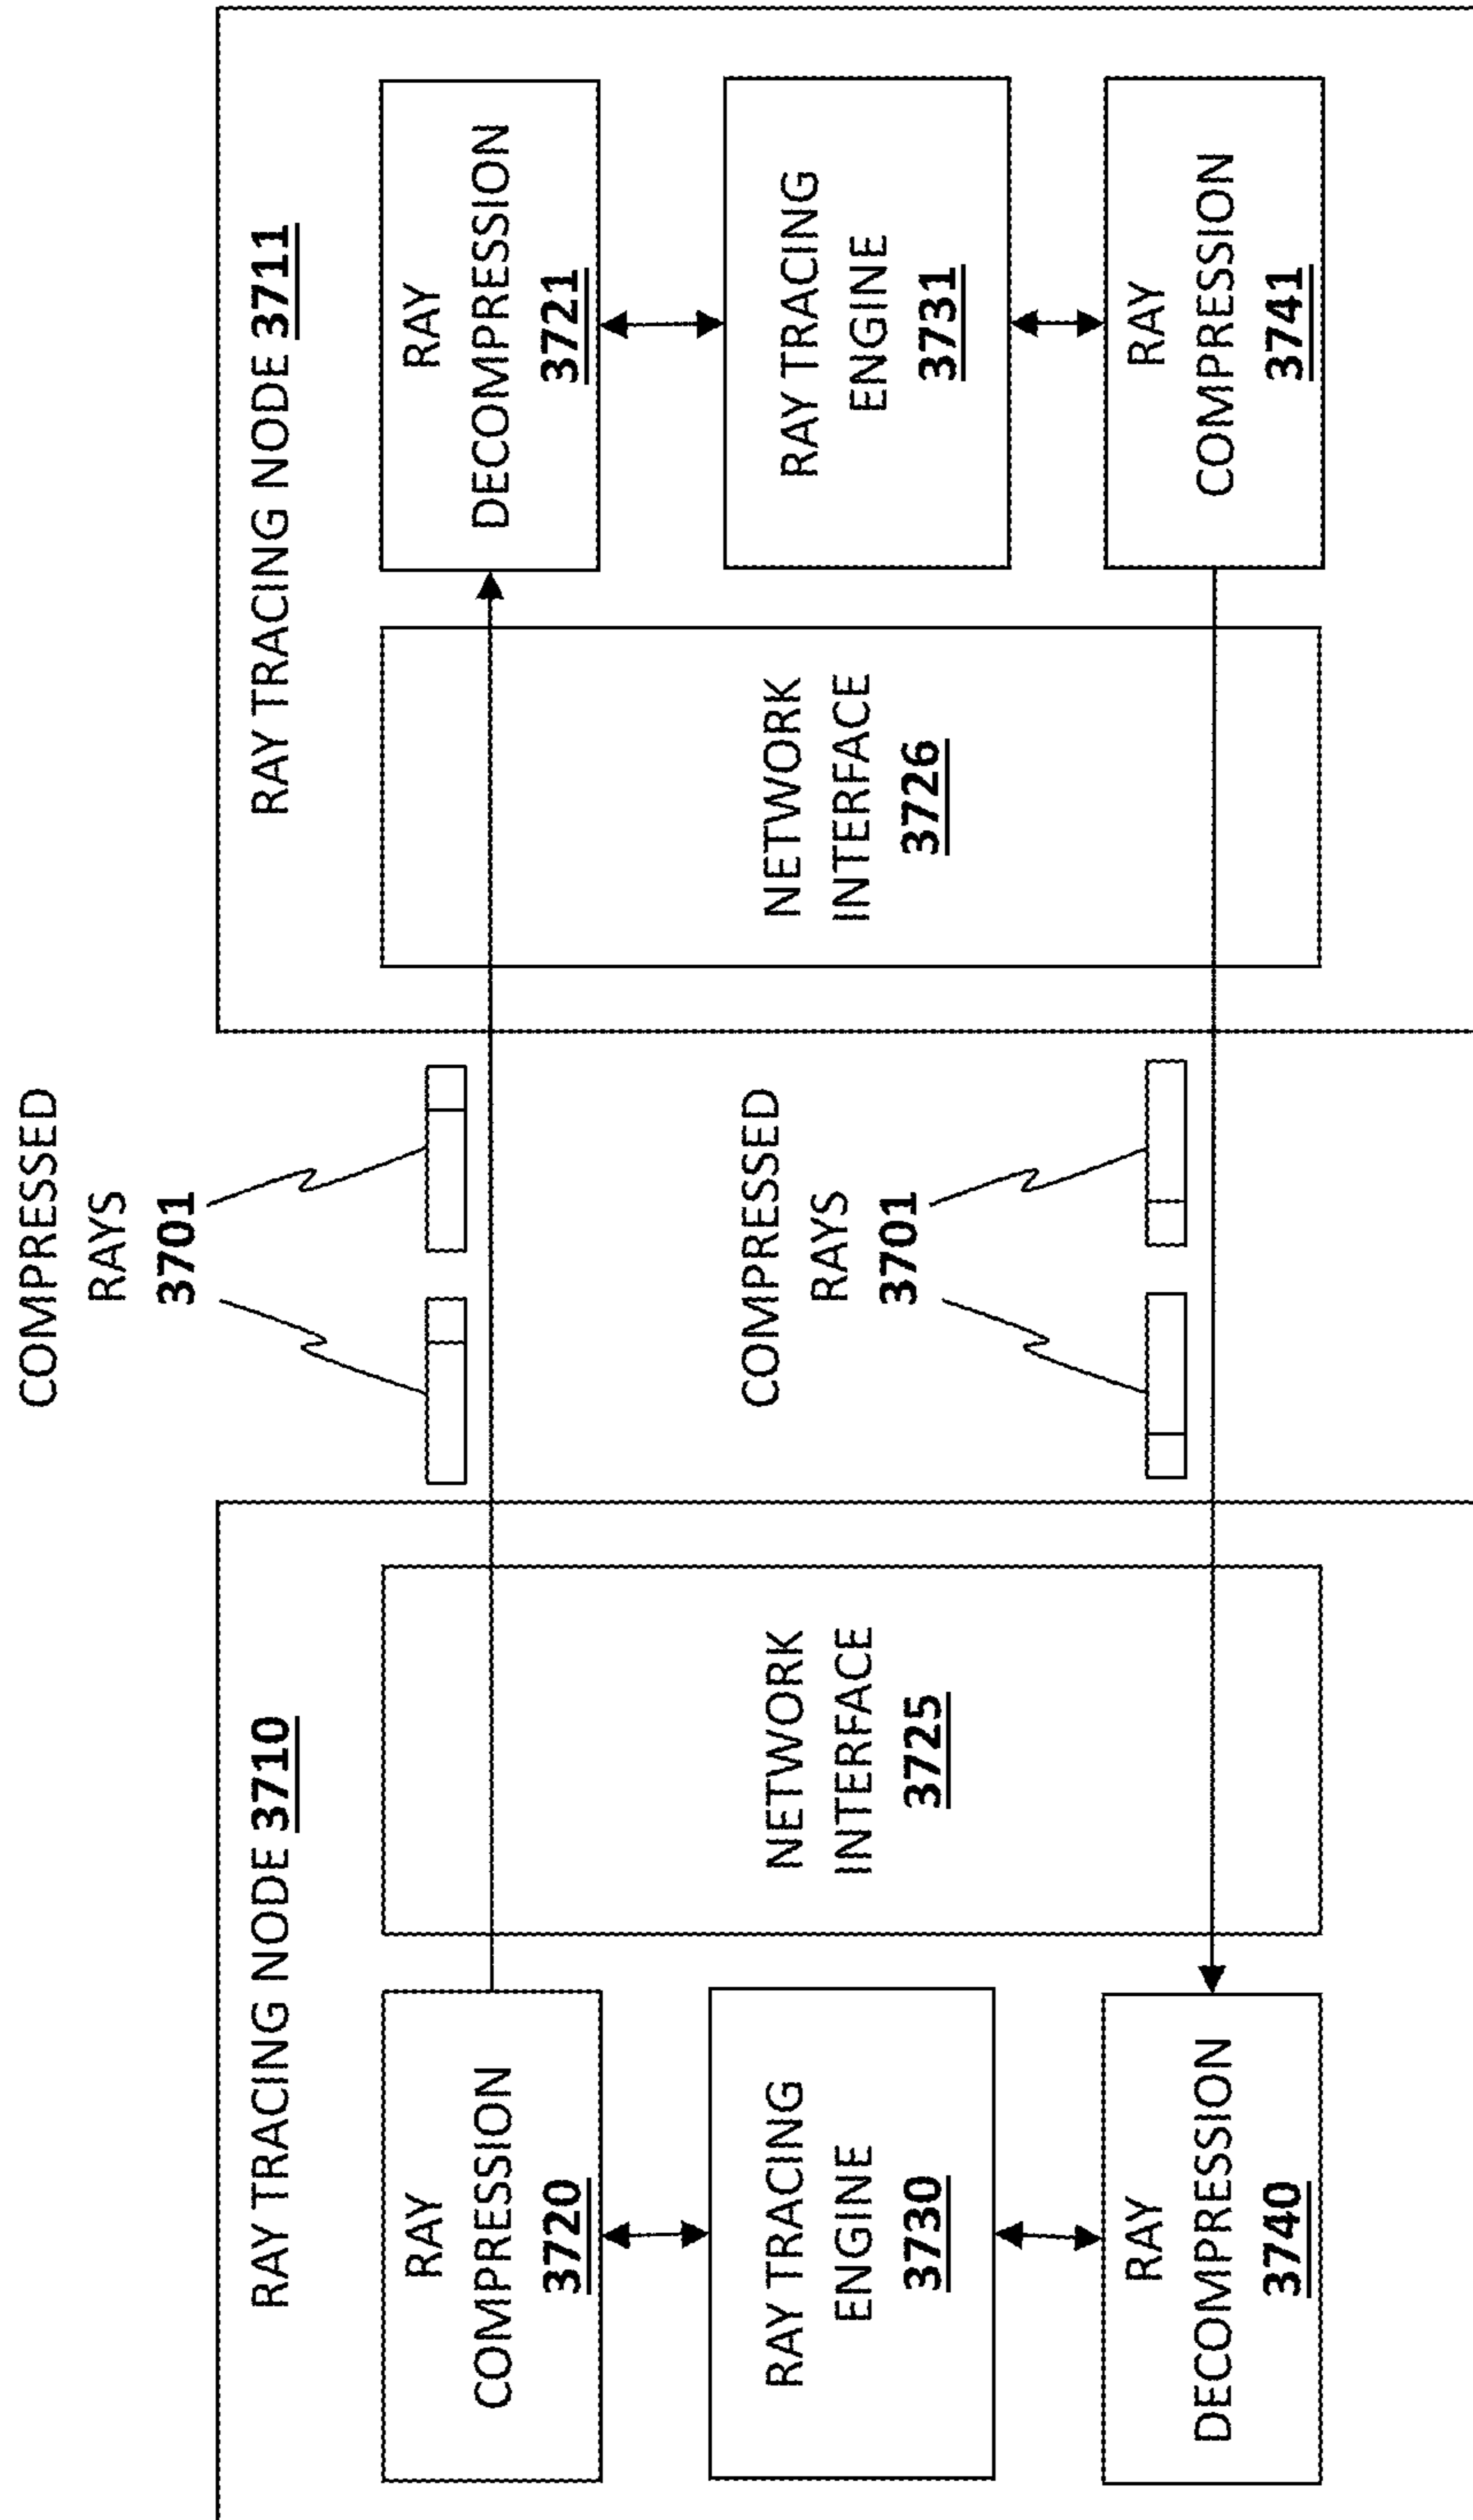 COMPRESSED
RAYS
3701
RAY TRACING NODE 3710
RAY TRACING NODE 3711
RAY
COMPRESSION
3720
RAY
DECOMPRESSION
3721
COMPRESSED
RAYS
3701
RAY TRACING
ENGINE
3730
NETWORK
INTERFACE
3725
NETWORK
INTERFACE
3726
RAY TRACING
ENGINE
3731
RAY
DECOMPRESSION
3740
RAY
COMPRESSION
3741